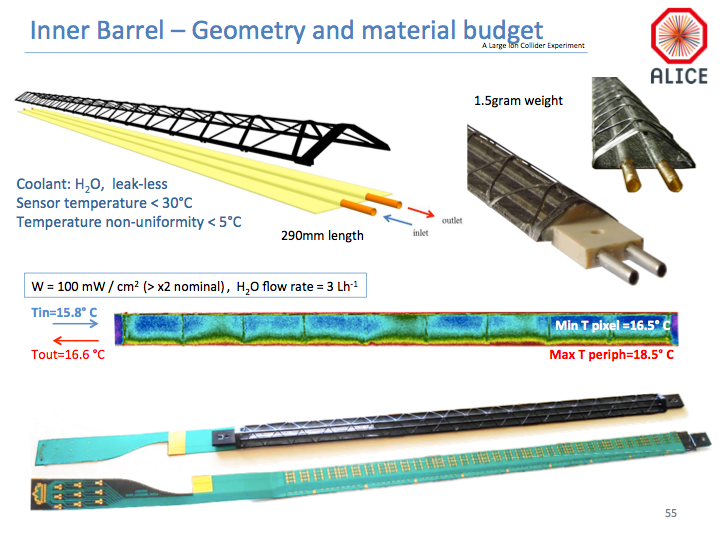 Inner Barrel – Geometry and material budget
A Large Ion Collider Experiment
ALICE
1.5gram weight
Coolant: H₂O, leak-less
Sensor temperature < 30°C
Temperature non-uniformity < 5°C
outlet
inlet
290mm length
W = 100 mW / cm² (> x2 nominal) , H₂O flow rate = 3 Lh⁻¹
Tin=15.8° C
Min T pixel =16.5° C
Tout=16.6 °C
Max T periph=18.5° C
55